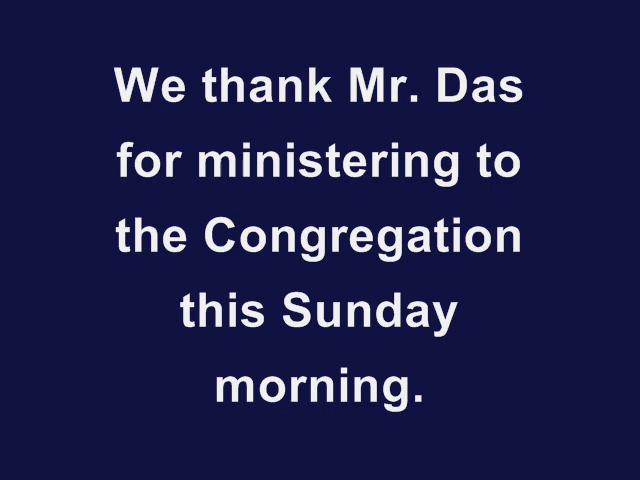 We thank Mr. Das
for ministering to
the Congregation
this Sunday
morning.